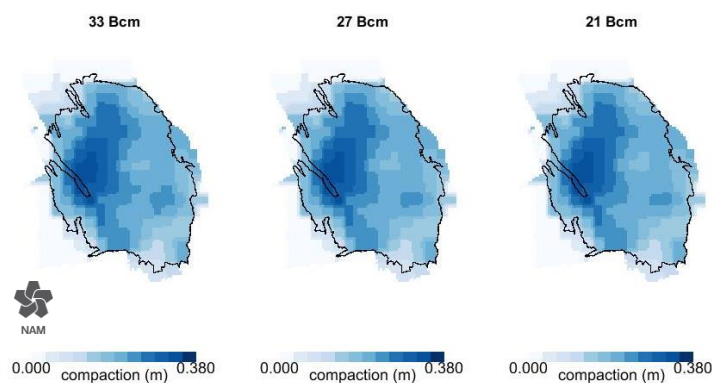 33 Bcm
27 Bcm
21 Bcm
NAM
0.000 0.380
compaction (m)
0.000 0.380
compaction (m)
0.000 0.380
compaction (m)